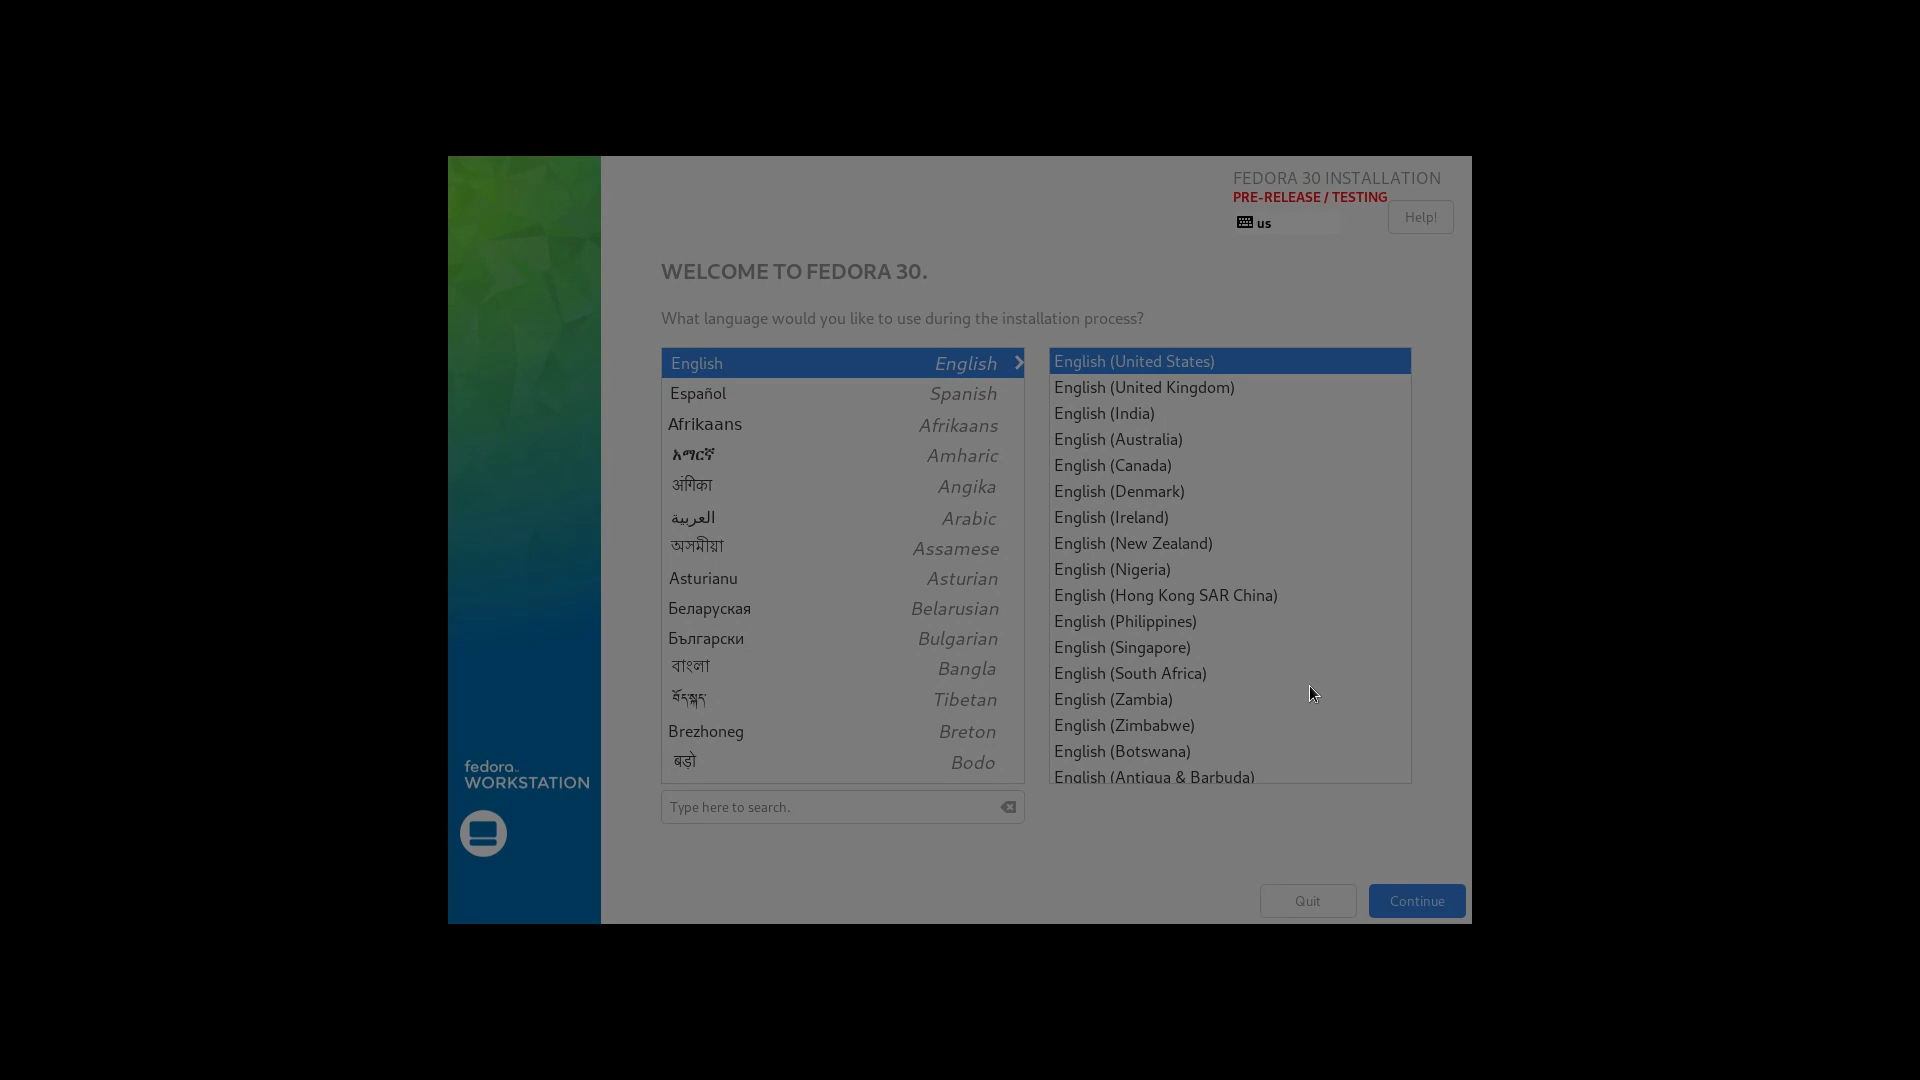 FEDORA 30 INSTALLATION
PRE-RELEASE / TESTING
us
Help!
WELCOME TO FEDORA 30.
What language would you like to use during the installation process?
English English
Español Spanish
Afrikaans Afrikaans
አማርኛ Amharic
अंगिका Angika
العربية Arabic
অসমীয়া Assamese
Asturianu Asturian
Беларуская Belarusian
Български Bulgarian
বাংলা Bangla
བོད་སྐད་ Tibetan
Brezhoneg Breton
बड़ो Bodo
English (United States)
English (United Kingdom)
English (India)
English (Australia)
English (Canada)
English (Denmark)
English (Ireland)
English (New Zealand)
English (Nigeria)
English (Hong Kong SAR China)
English (Philippines)
English (Singapore)
English (South Africa)
English (Zambia)
English (Zimbabwe)
English (Botswana)
English (Antigua & Barbuda)
Type here to search.
fedora
WORKSTATION
Quit
Continue